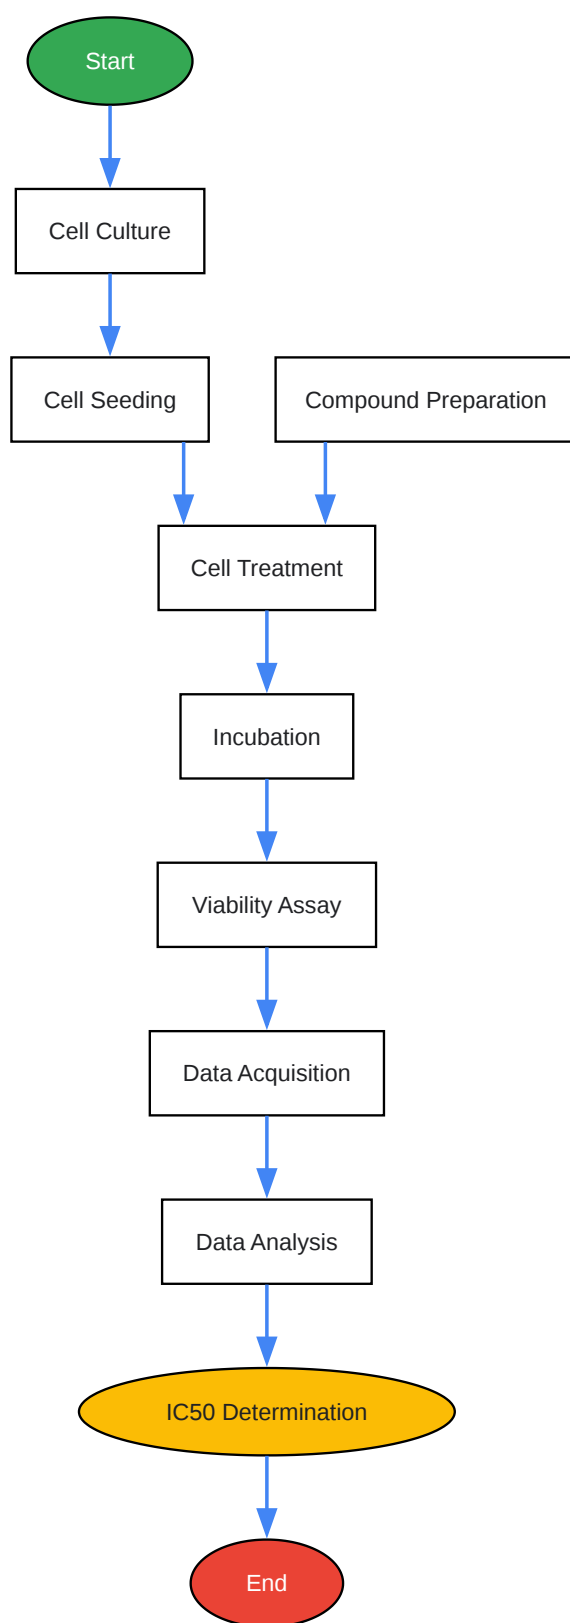 Start
Cell Culture
Cell Seeding
Compound Preparation
Cell Treatment
Incubation
Viability Assay
Data Acquisition
Data Analysis
IC50 Determination
End